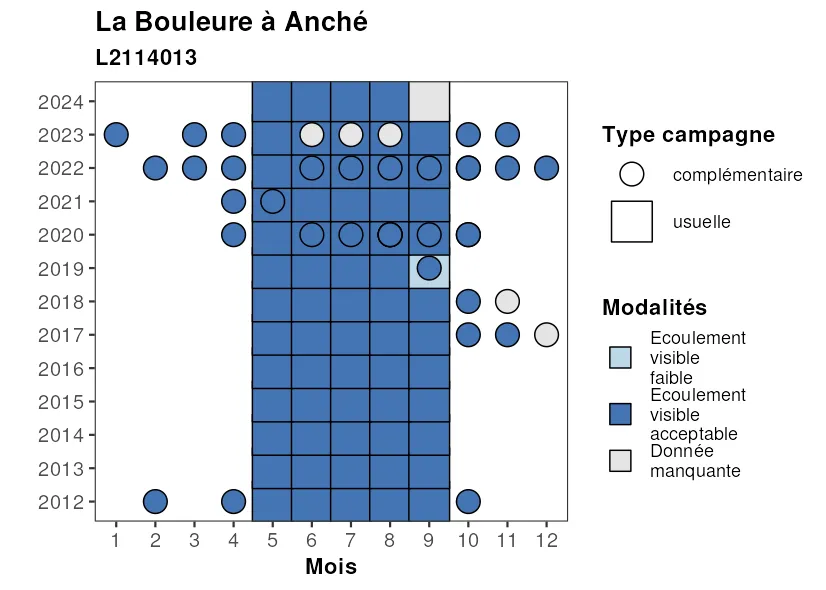 La Bouleure à Anché
L2114013
2024
2023
2022
2021
2020
2019
2018
2017
2016
2015
2014
2013
2012
1 2 3 4 5 6 7 8 9 10 11 12
Mois
Type campagne
complémentaire
usuelle
Modalités
Ecoulement
visible
faible
Ecoulement
visible
acceptable
Donnée
manquante